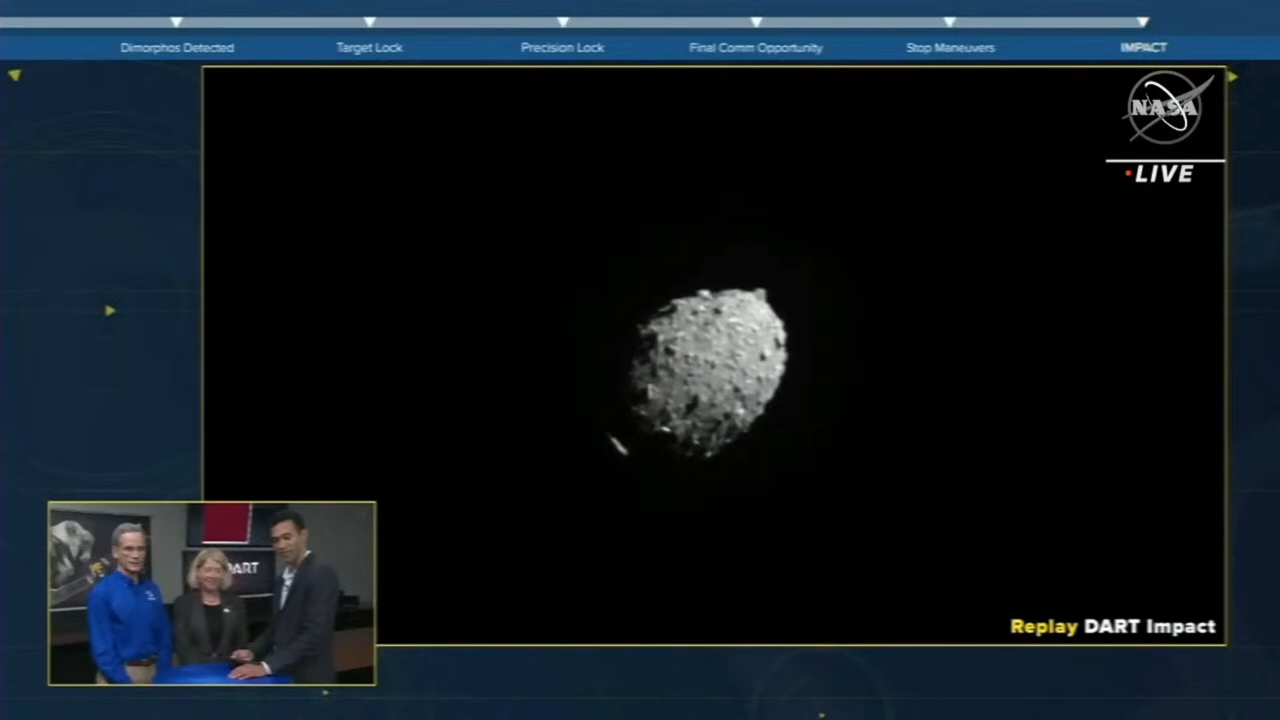 Dimorphos Detected
Target Lock
Precision Lock
Final Comm Opportunity
Stop Maneuvers
IMPACT
NASA
LIVE
DART
Replay DART Impact